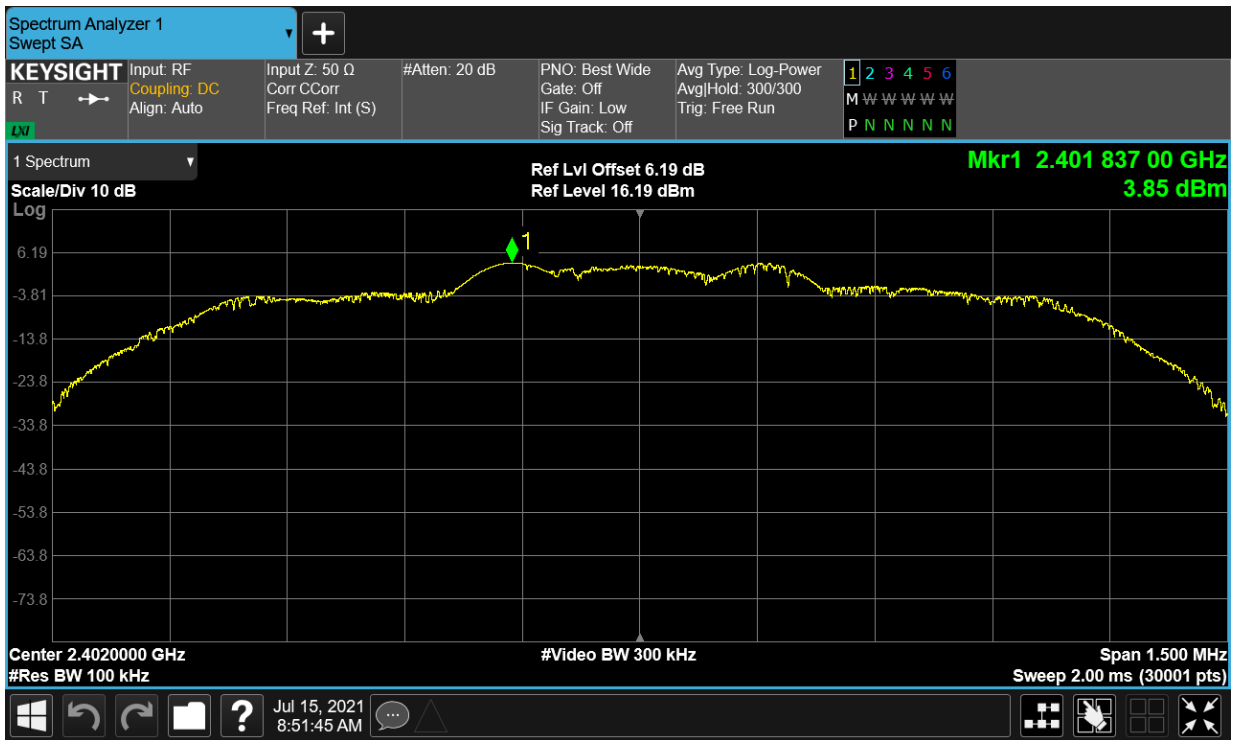 Spectrum Analyzer 1
Swept SA
+
KEYSIGHT
R T
LXI
Input: RF
Coupling: DC
Align: Auto
Input Z: 50 Ω
Corr CCorr
Freq Ref: Int (S)
#Atten: 20 dB
PNO: Best Wide
Gate: Off
IF Gain: Low
Sig Track: Off
Avg Type: Log-Power
Avg|Hold: 300/300
Trig: Free Run
1 2 3 4 5 6
M W W W W W
P N N N N N
1 Spectrum
Scale/Div 10 dB
Log
Ref Lvl Offset 6.19 dB
Ref Level 16.19 dBm
Mkr1 2.401 837 00 GHz
3.85 dBm
1
6.19
-3.81
-13.8
-23.8
-33.8
-43.8
-53.8
-63.8
-73.8
Center 2.4020000 GHz
#Res BW 100 kHz
#Video BW 300 kHz
Span 1.500 MHz
Sweep 2.00 ms (30001 pts)
?
Jul 15, 2021
8:51:45 AM